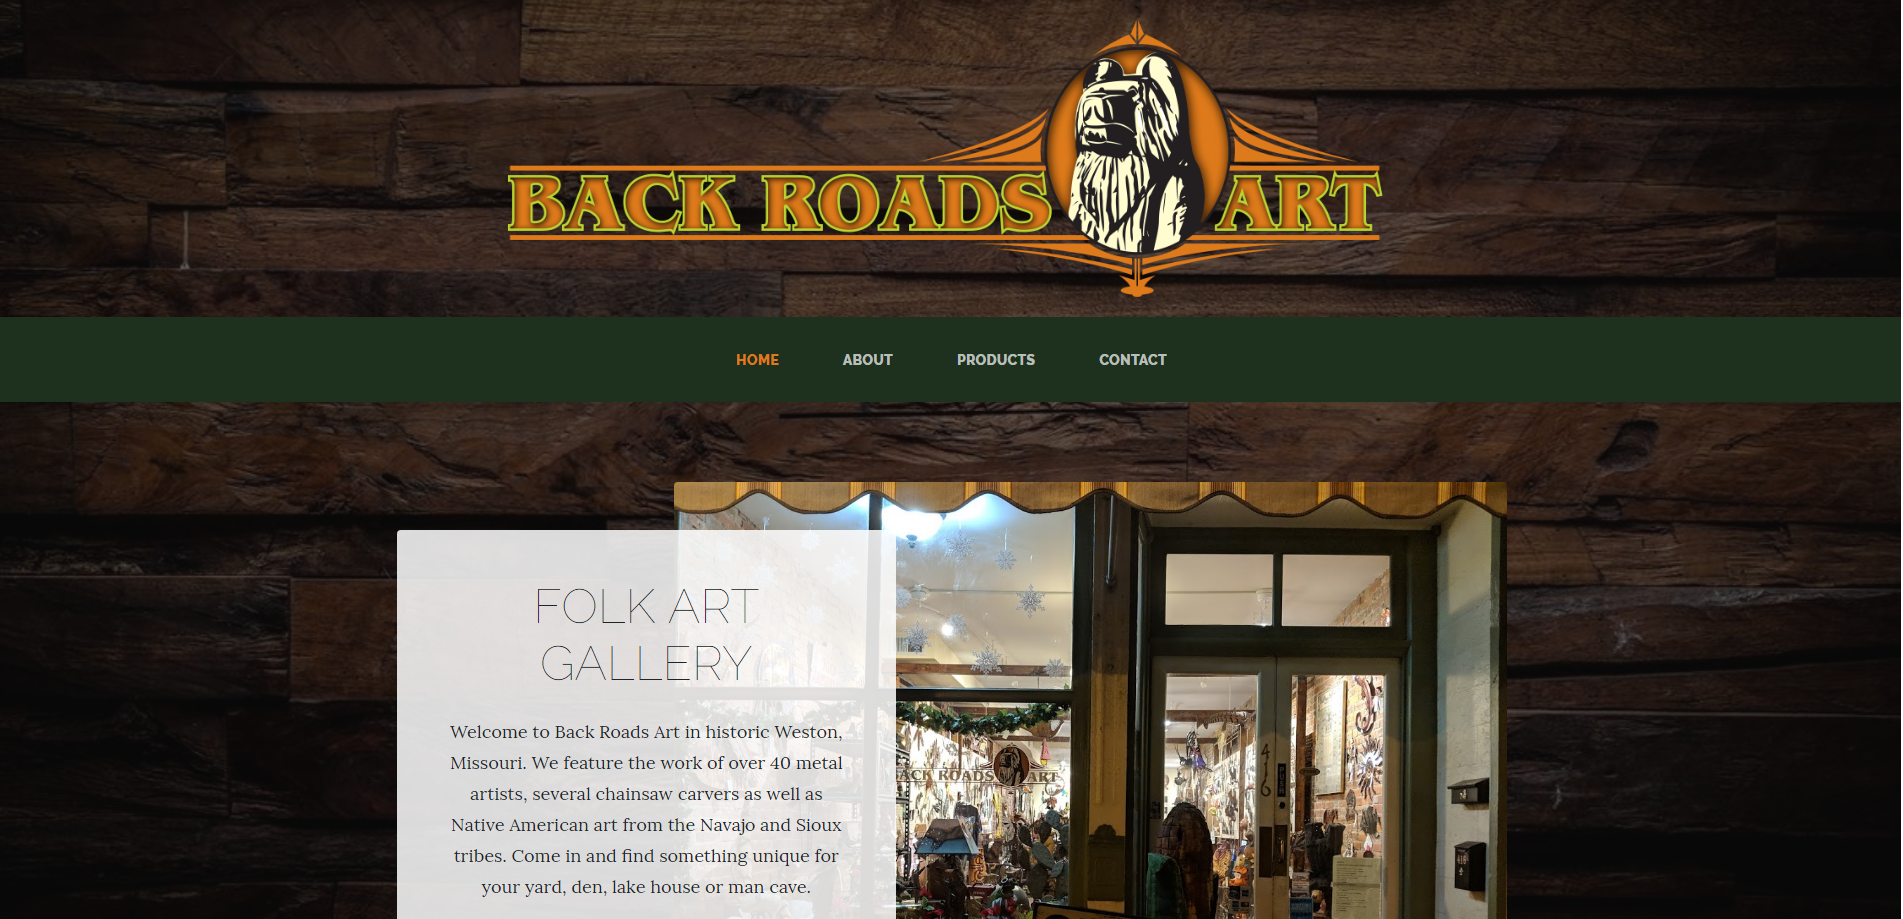 BACK ROADS ART
HOME ABOUT PRODUCTS CONTACT
FOLK ART
GALLERY
Welcome to Back Roads Art in historic Weston,
Missouri. We feature the work of over 40 metal
artists, several chainsaw carvers as well as
Native American art from the Navajo and Sioux
tribes. Come in and find something unique for
your yard, den, lake house or man cave.
ACK ROADS ART
416